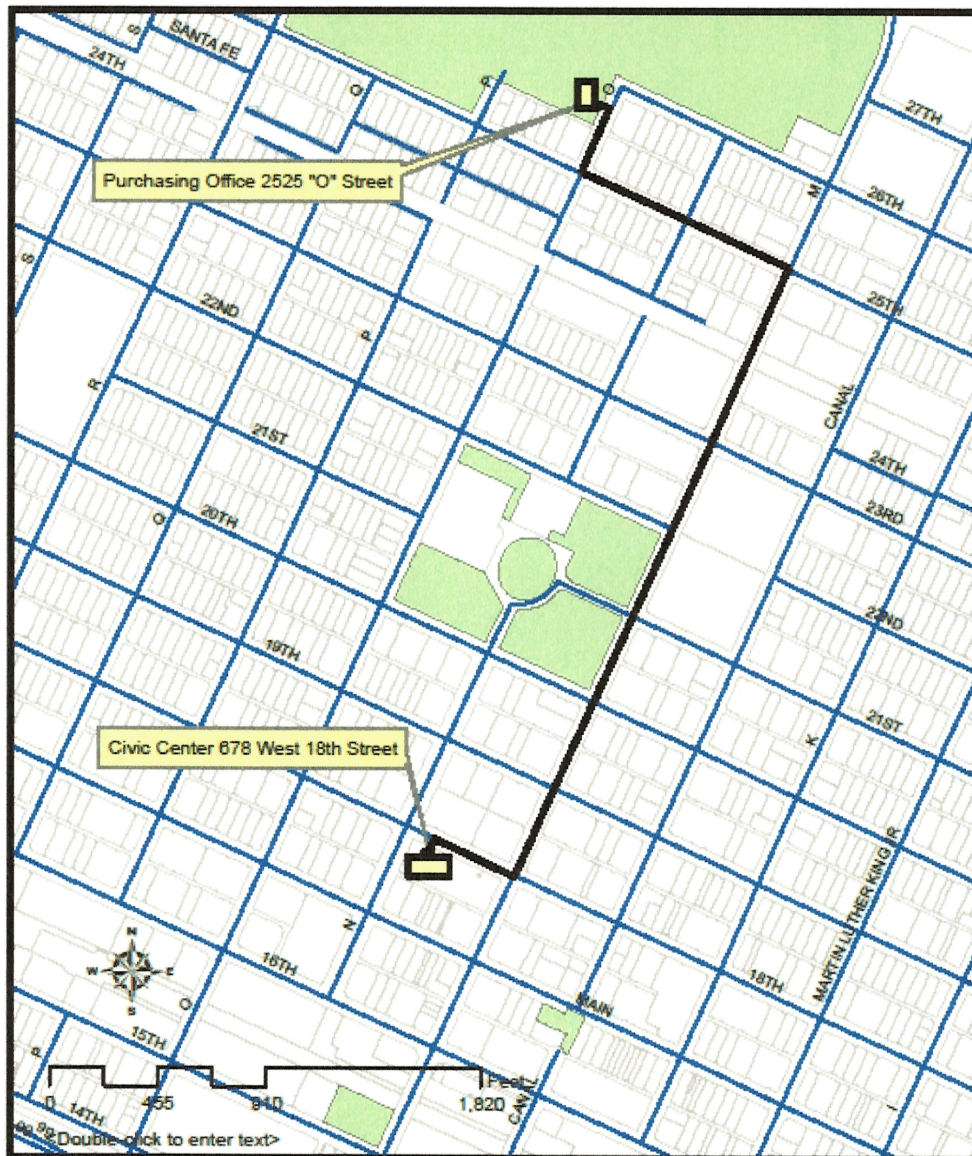 SANTA FE
S
24TH
O
P
O
27TH
Purchasing Office 2525 "O" Street
M
26TH
S
22ND
25TH
P
R
CANAL
21ST
24TH
20TH
23RD
O
22ND
19TH
21ST
K
Civic Center 678 West 18th Street
MARTIN LUTHER KING JR
N
16TH
18TH
N
W
E
S
O
MAIN
15TH
P
Feet
0
455
910
1,820
CANAL
I
14TH
<Double-click to enter text>